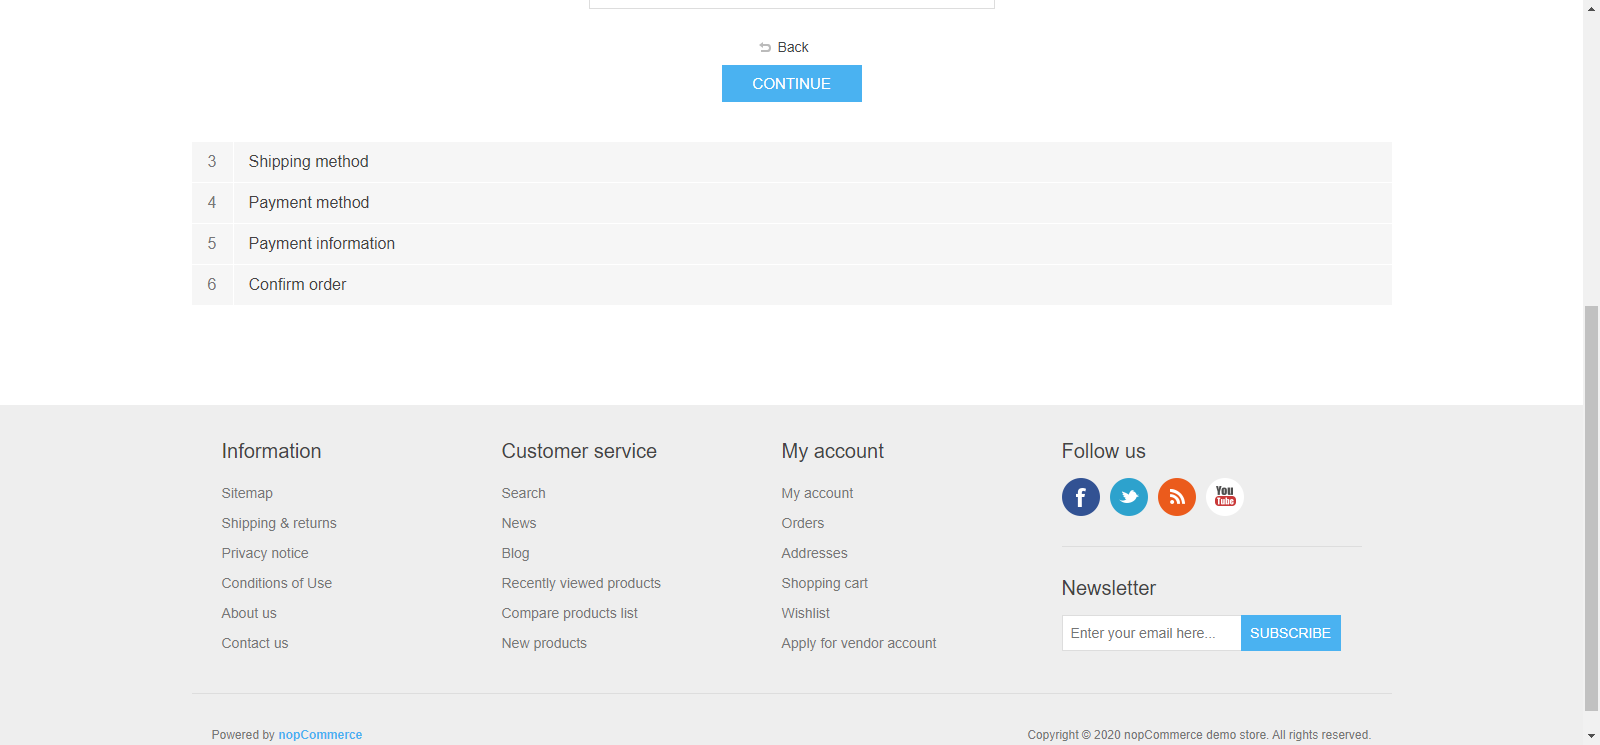 Back
CONTINUE
3 Shipping method
4 Payment method
5 Payment information
6 Confirm order
Information
Sitemap
Shipping & returns
Privacy notice
Conditions of Use
About us
Contact us
Customer service
Search
News
Blog
Recently viewed products
Compare products list
New products
My account
My account
Orders
Addresses
Shopping cart
Wishlist
Apply for vendor account
Follow us
f
You
Tube
Newsletter
Enter your email here... SUBSCRIBE
Powered by nopCommerce
Copyright © 2020 nopCommerce demo store. All rights reserved.